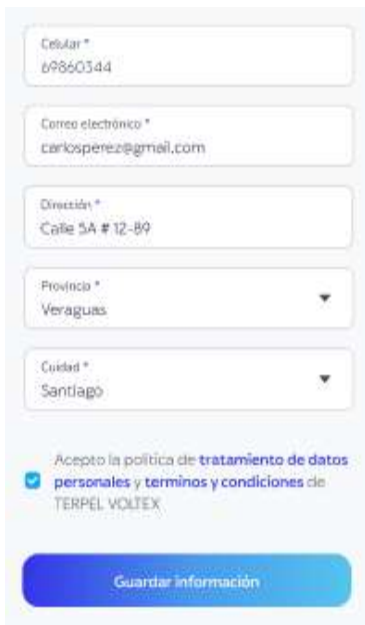 Celular *
69860344
Correo electrónico *
carlosperez@gmail.com
Dirección *
Calle 5A # 12-89
Provincia *
Veraguas
Cuidad *
Santiago
Acepto la política de tratamiento de datos
personales y terminos y condiciones de
TERPEL VOLTEX
Guardar información